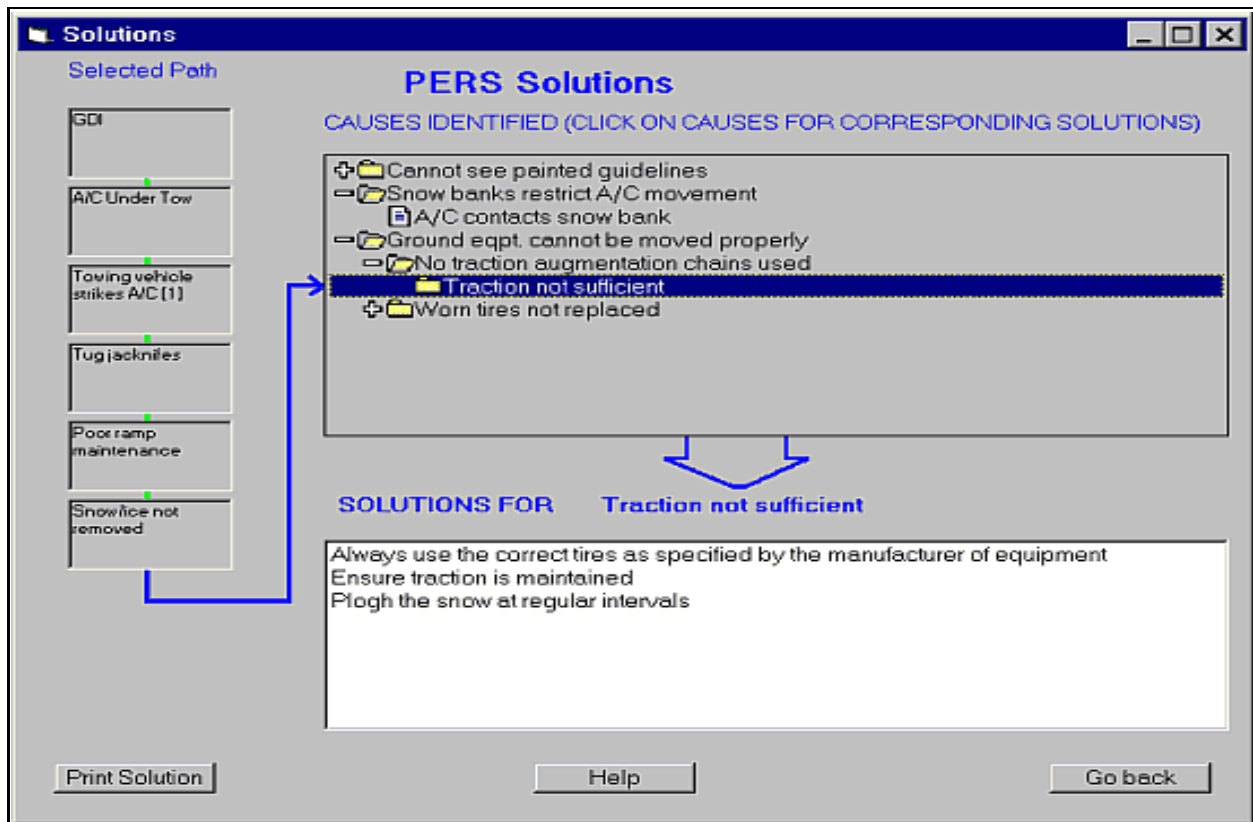 Solutions
Selected Path
GDI
A/C Under Tow
Towing vehicle
strikes A/C [1]
Tug jacknifes
Poor ramp
maintenance
Snow/ice not
removed
PERS Solutions
CAUSES IDENTIFIED (CLICK ON CAUSES FOR CORRESPONDING SOLUTIONS)
Cannot see painted guidelines
Snow banks restrict A/C movement
A/C contacts snow bank
Ground eqpt. cannot be moved properly
No traction augmentation chains used
Traction not sufficient
Worn tires not replaced
SOLUTIONS FOR Traction not sufficient
Always use the correct tires as specified by the manufacturer of equipment
Ensure traction is maintained
Plogh the snow at regular intervals
Print Solution
Help
Go back